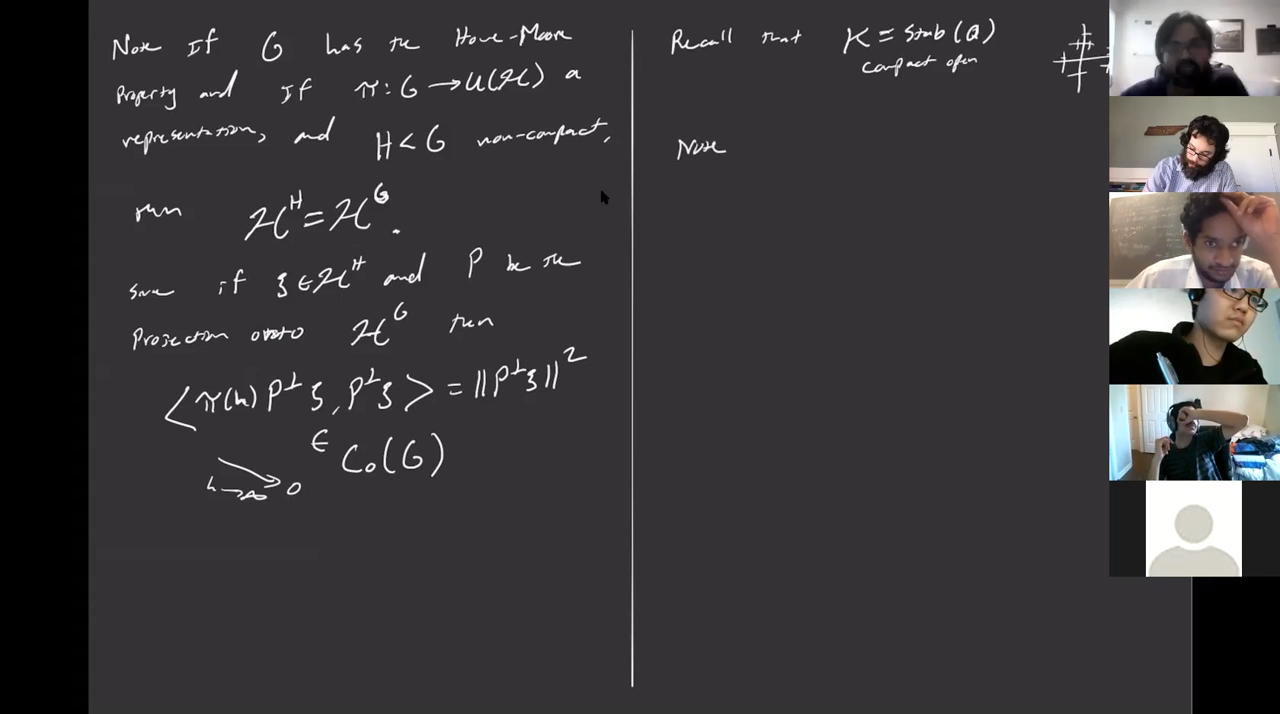 Note If G has the Howe-Moore
Property and if π: G → U(ℋ) a
representation, and H < G non-compact,
then ℋ^H = ℋ^G.
since if ξ ∈ ℋ^H and P be the
Projection onto ℋ^G then
⟨π(h) P^⊥ ξ, P^⊥ ξ⟩ = ||P^⊥ ξ||^2
∈ C₀(G)
h→∞ 0
Recall that K = Stab(Q)
compact open
Note